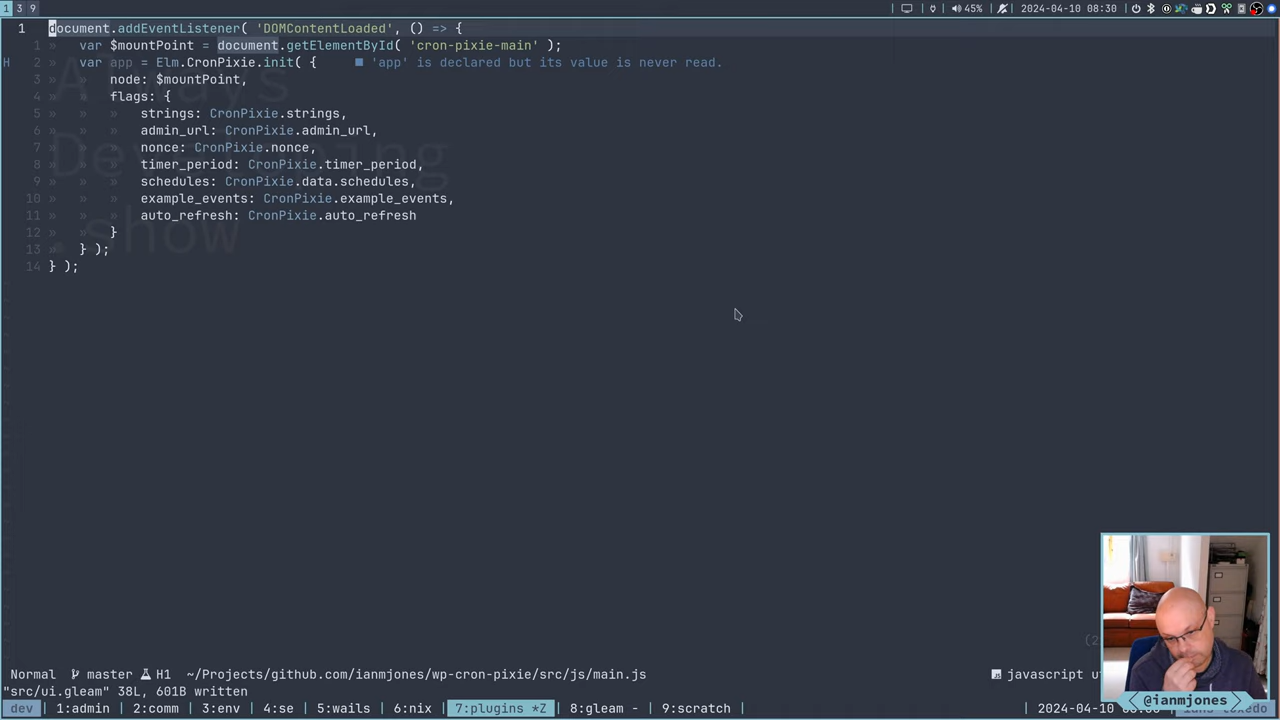 1 3 9
45% 2024-04-10 08:30
1 document.addEventListener( 'DOMContentLoaded', () => {
1 » var $mountPoint = document.getElementById( 'cron-pixie-main' );
H 2 » var app = Elm.CronPixie.init( { ■ 'app' is declared but its value is never read.
3 » » node: $mountPoint,
4 » » flags: {
5 » » » strings: CronPixie.strings,
6 » » » admin_url: CronPixie.admin_url,
7 » » » nonce: CronPixie.nonce,
8 » » » timer_period: CronPixie.timer_period,
9 » » » schedules: CronPixie.data.schedules,
10 » » » example_events: CronPixie.example_events,
11 » » » auto_refresh: CronPixie.auto_refresh
12 » » }
13 » } );
14 } );
Always
Developing
.show
Normal master H1 ~/Projects/github.com/ianmjones/wp-cron-pixie/src/js/main.js javascript
"src/ui.gleam" 38L, 601B written
dev | 1:admin | 2:comm | 3:env | 4:se | 5:wails | 6:nix | 7:plugins *Z | 8:gleam - | 9:scratch | 2024-04-10
@ianmjones